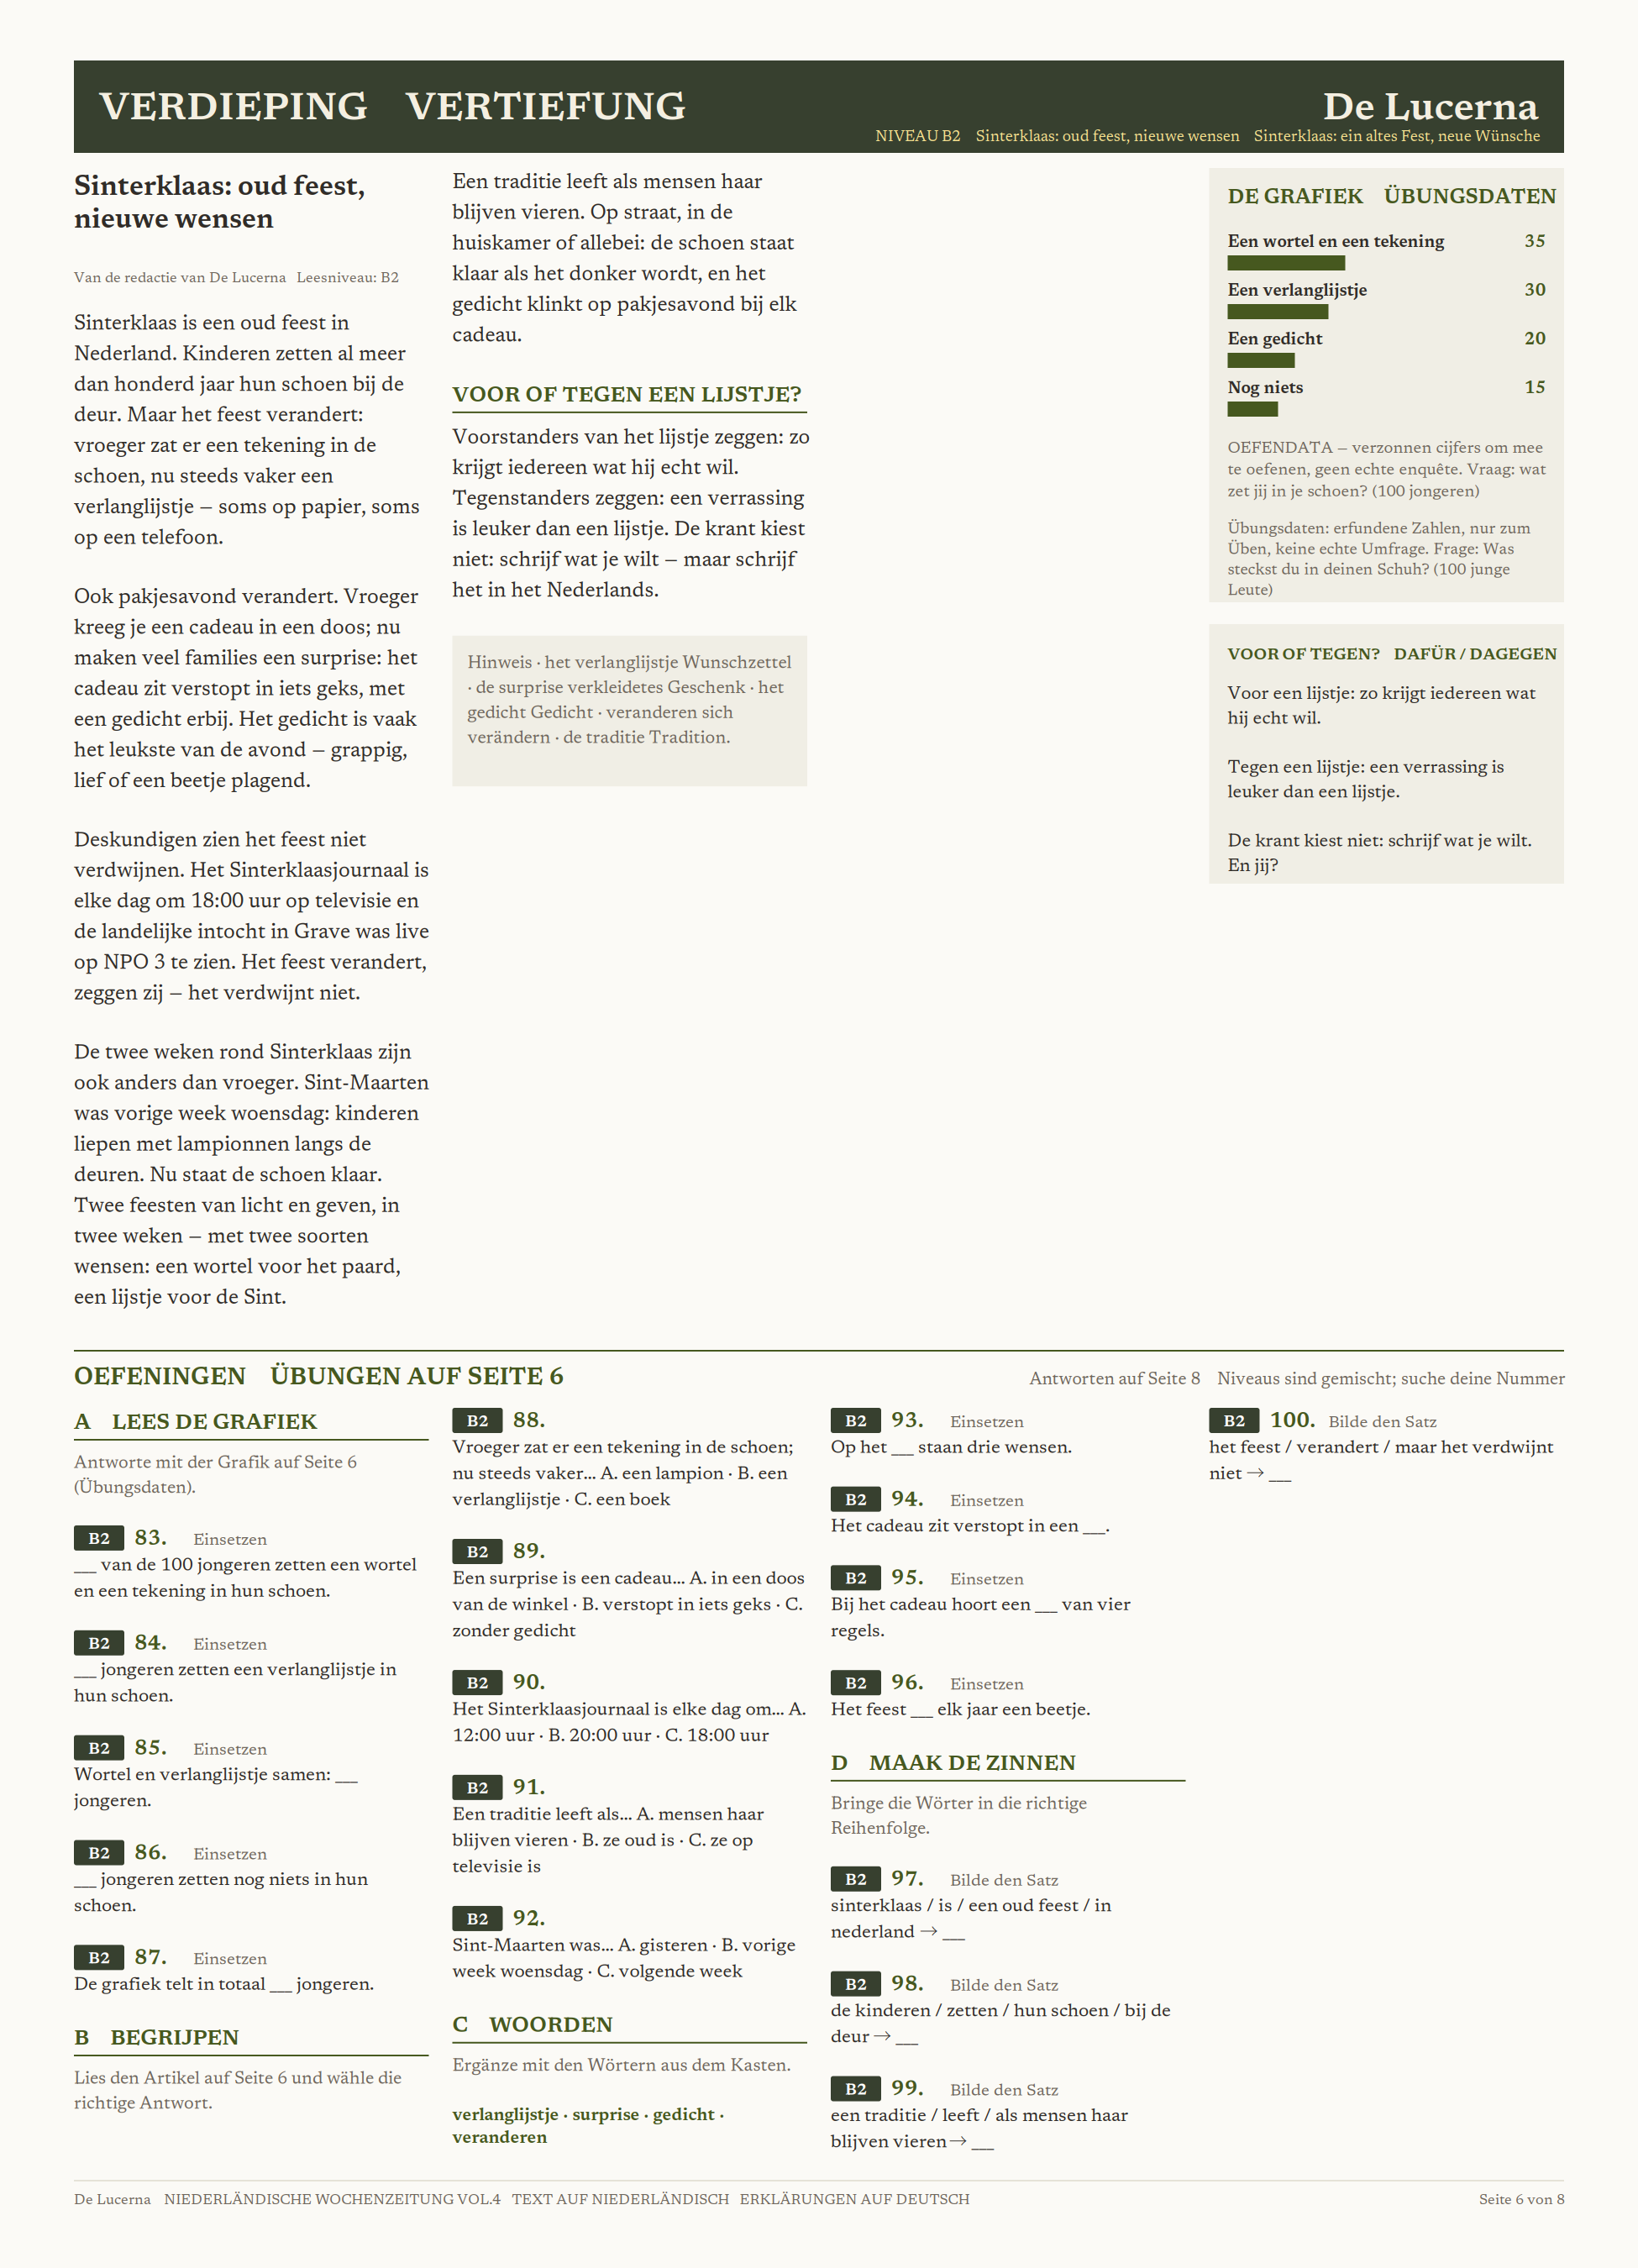 VERDIEPING VERTIEFUNG
De Lucerna
NIVEAU B2 Sinterklaas: oud feest, nieuwe wensen Sinterklaas: ein altes Fest, neue Wünsche
Sinterklaas: oud feest,
nieuwe wensen
Van de redactie van De Lucerna Leesniveau: B2
Sinterklaas is een oud feest in
Nederland. Kinderen zetten al meer
dan honderd jaar hun schoen bij de
deur. Maar het feest verandert:
vroeger zat er een tekening in de
schoen, nu steeds vaker een
verlanglijstje – soms op papier, soms
op een telefoon.
Ook pakjesavond verandert. Vroeger
kreeg je een cadeau in een doos; nu
maken veel families een surprise: het
cadeau zit verstopt in iets geks, met
een gedicht erbij. Het gedicht is vaak
het leukste van de avond – grappig,
lief of een beetje plagend.
Deskundigen zien het feest niet
verdwijnen. Het Sinterklaasjournaal is
elke dag om 18:00 uur op televisie en
de landelijke intocht in Grave was live
op NPO 3 te zien. Het feest verandert,
zeggen zij – het verdwijnt niet.
De twee weken rond Sinterklaas zijn
ook anders dan vroeger. Sint-Maarten
was vorige week woensdag: kinderen
liepen met lampionnen langs de
deuren. Nu staat de schoen klaar.
Twee feesten van licht en geven, in
twee weken – met twee soorten
wensen: een wortel voor het paard,
een lijstje voor de Sint.
Een traditie leeft als mensen haar
blijven vieren. Op straat, in de
huiskamer of allebei: de schoen staat
klaar als het donker wordt, en het
gedicht klinkt op pakjesavond bij elk
cadeau.
VOOR OF TEGEN EEN LIJSTJE?
Voorstanders van het lijstje zeggen: zo
krijgt iedereen wat hij echt wil.
Tegenstanders zeggen: een verrassing
is leuker dan een lijstje. De krant kiest
niet: schrijf wat je wilt – maar schrijf
het in het Nederlands.
Hinweis · het verlanglijstje Wunschzettel
· de surprise verkleidetes Geschenk · het
gedicht Gedicht · veranderen sich
verändern · de traditie Tradition.
DE GRAFIEK ÜBUNGSDATEN
Een wortel en een tekening 35
Een verlanglijstje 30
Een gedicht 20
Nog niets 15
OEFENDATA – verzonnen cijfers om mee
te oefenen, geen echte enquête. Vraag: wat
zet jij in je schoen? (100 jongeren)
Übungsdaten: erfundene Zahlen, nur zum
Üben, keine echte Umfrage. Frage: Was
steckst du in deinen Schuh? (100 junge
Leute)
VOOR OF TEGEN? DAFÜR / DAGEGEN
Voor een lijstje: zo krijgt iedereen wat
hij echt wil.
Tegen een lijstje: een verrassing is
leuker dan een lijstje.
De krant kiest niet: schrijf wat je wilt.
En jij?
OEFENINGEN ÜBUNGEN AUF SEITE 6
Antworten auf Seite 8 Niveaus sind gemischt; suche deine Nummer
A LEES DE GRAFIEK
Antworte mit der Grafik auf Seite 6
(Übungsdaten).
B2 83. Einsetzen
___ van de 100 jongeren zetten een wortel
en een tekening in hun schoen.
B2 84. Einsetzen
___ jongeren zetten een verlanglijstje in
hun schoen.
B2 85. Einsetzen
Wortel en verlanglijstje samen: ___
jongeren.
B2 86. Einsetzen
___ jongeren zetten nog niets in hun
schoen.
B2 87. Einsetzen
De grafiek telt in totaal ___ jongeren.
B BEGRIJPEN
Lies den Artikel auf Seite 6 und wähle die
richtige Antwort.
B2 88.
Vroeger zat er een tekening in de schoen;
nu steeds vaker... A. een lampion · B. een
verlanglijstje · C. een boek
B2 89.
Een surprise is een cadeau... A. in een doos
van de winkel · B. verstopt in iets geks · C.
zonder gedicht
B2 90.
Het Sinterklaasjournaal is elke dag om... A.
12:00 uur · B. 20:00 uur · C. 18:00 uur
B2 91.
Een traditie leeft als... A. mensen haar
blijven vieren · B. ze oud is · C. ze op
televisie is
B2 92.
Sint-Maarten was... A. gisteren · B. vorige
week woensdag · C. volgende week
C WOORDEN
Ergänze mit den Wörtern aus dem Kasten.
verlanglijstje · surprise · gedicht ·
veranderen
B2 93. Einsetzen
Op het ___ staan drie wensen.
B2 94. Einsetzen
Het cadeau zit verstopt in een ___.
B2 95. Einsetzen
Bij het cadeau hoort een ___ van vier
regels.
B2 96. Einsetzen
Het feest ___ elk jaar een beetje.
D MAAK DE ZINNEN
Bringe die Wörter in die richtige
Reihenfolge.
B2 97. Bilde den Satz
sinterklaas / is / een oud feest / in
nederland → ___
B2 98. Bilde den Satz
de kinderen / zetten / hun schoen / bij de
deur → ___
B2 99. Bilde den Satz
een traditie / leeft / als mensen haar
blijven vieren → ___
B2 100. Bilde den Satz
het feest / verandert / maar het verdwijnt
niet → ___
De Lucerna NIEDERLÄNDISCHE WOCHENZEITUNG VOL.4 TEXT AUF NIEDERLÄNDISCH ERKLÄRUNGEN AUF DEUTSCH
Seite 6 von 8